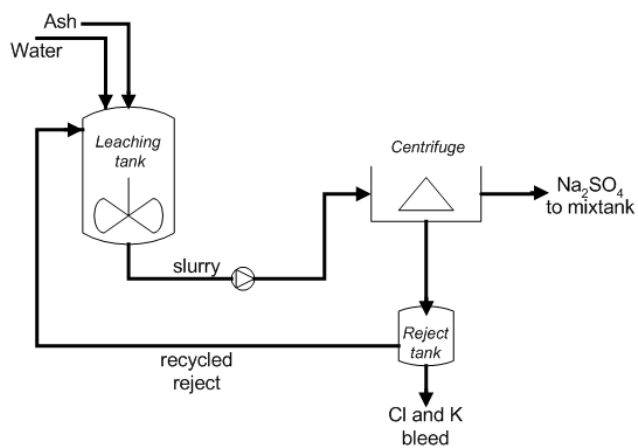 Ash
Water
Leaching
tank
Centrifuge
Na₂SO₄
to mixtank
slurry
Reject
tank
recycled
reject
Cl and K
bleed